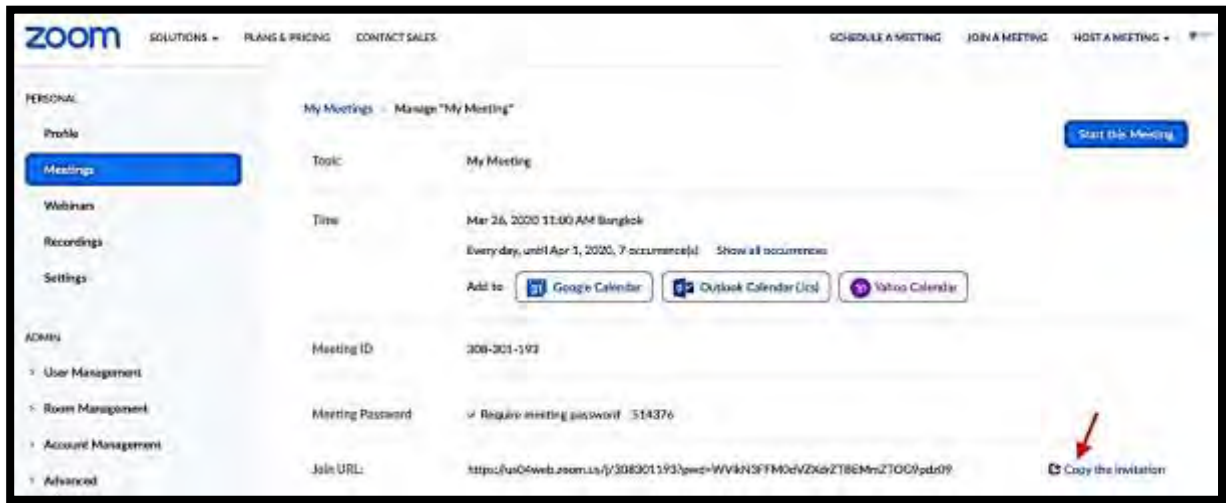 zoom SOLUTIONS PLANS & PRICING CONTACT SALES SCHEDULE A MEETING JOIN A MEETING HOST A MEETING
PERSONAL
Profile
Meetings
Webinars
Recordings
Settings
ADMIN
User Management
Room Management
Account Management
Advanced
My Meetings Manage "My Meeting"
Start this Meeting
Topic My Meeting
Time Mar 26, 2020 11:00 AM Bangkok
Every day, until Apr 1, 2020, 7 occurrence(s) Show all occurrences
Add to Google Calendar Outlook Calendar (.ics) Yahoo Calendar
Meeting ID 308-301-193
Meeting Password Require meeting password 514376
Join URL: Copy the invitation